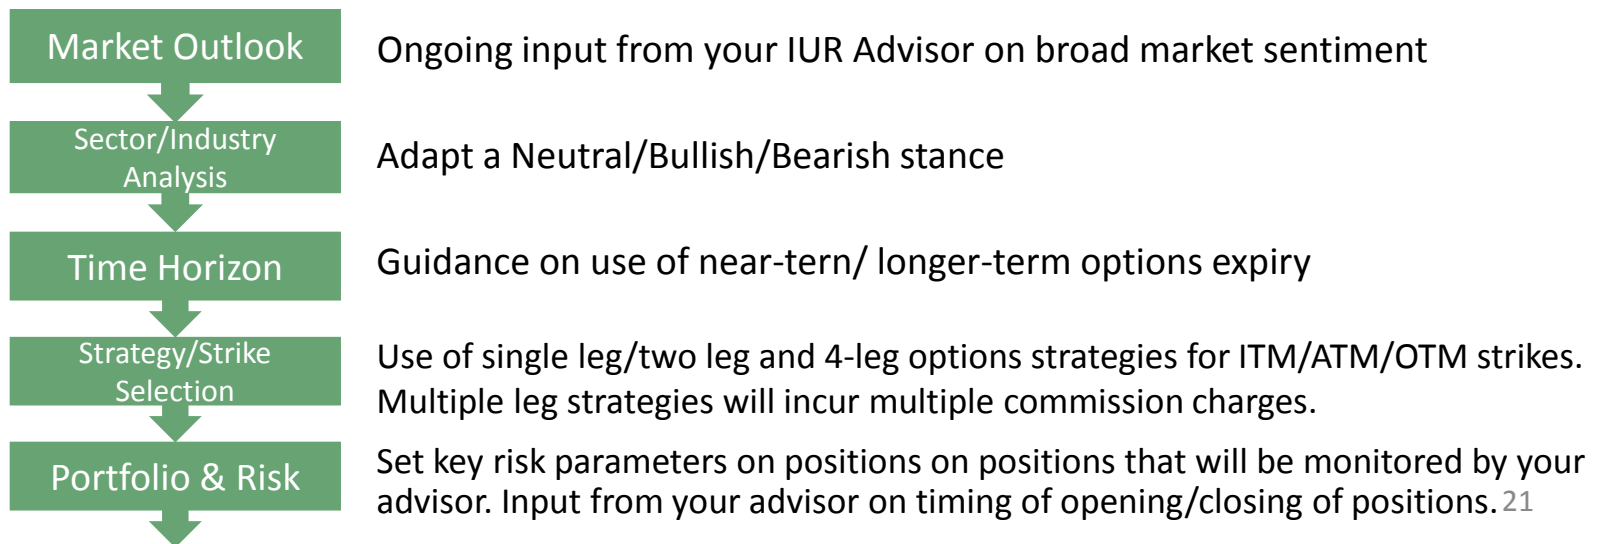 Market Outlook
Ongoing input from your IUR Advisor on broad market sentiment
Sector/Industry
Analysis
Adapt a Neutral/Bullish/Bearish stance
Time Horizon
Guidance on use of near-tern/ longer-term options expiry
Strategy/Strike
Selection
Use of single leg/two leg and 4-leg options strategies for ITM/ATM/OTM strikes.
Multiple leg strategies will incur multiple commission charges.
Portfolio & Risk
Set key risk parameters on positions on positions that will be monitored by your
advisor. Input from your advisor on timing of opening/closing of positions.
21